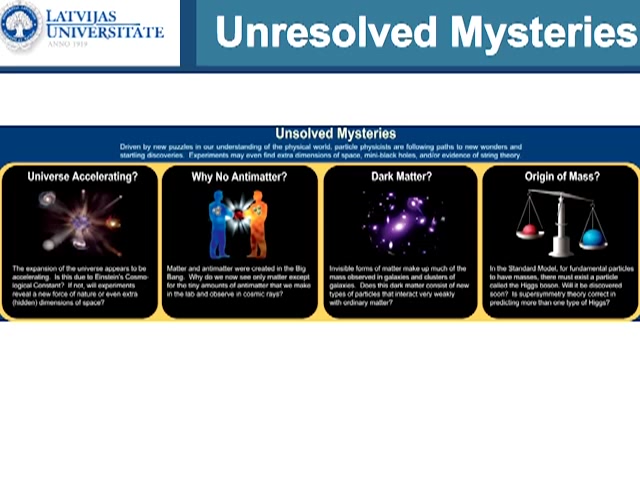 LATVIJAS
UNIVERSITATE
ANNO 1919
Unresolved Mysteries
Unsolved Mysteries
Driven by new puzzles in our understanding of the physical world, particle physicists are following paths to new wonders and
startling discoveries. Experiments may even find extra dimensions of space, mini-black holes, and/or evidence of string theory.
Universe Accelerating?
The expansion of the universe appears to be
accelerating. Is this due to Einstein's Cosmo-
logical Constant? If not, will experiments
reveal a new force of nature or even extra
(hidden) dimensions of space?
Why No Antimatter?
Matter and antimatter were created in the Big
Bang. Why do we now see only matter except
for the tiny amounts of antimatter that we make
in the lab and observe in cosmic rays?
Dark Matter?
Invisible forms of matter make up much of the
mass observed in galaxies and clusters of
galaxies. Does this dark matter consist of new
types of particles that interact very weakly
with ordinary matter?
Origin of Mass?
In the Standard Model, for fundamental particles
to have masses, there must exist a particle
called the Higgs boson. Will it be discovered
soon? Is supersymmetry theory correct in
predicting more than one type of Higgs?